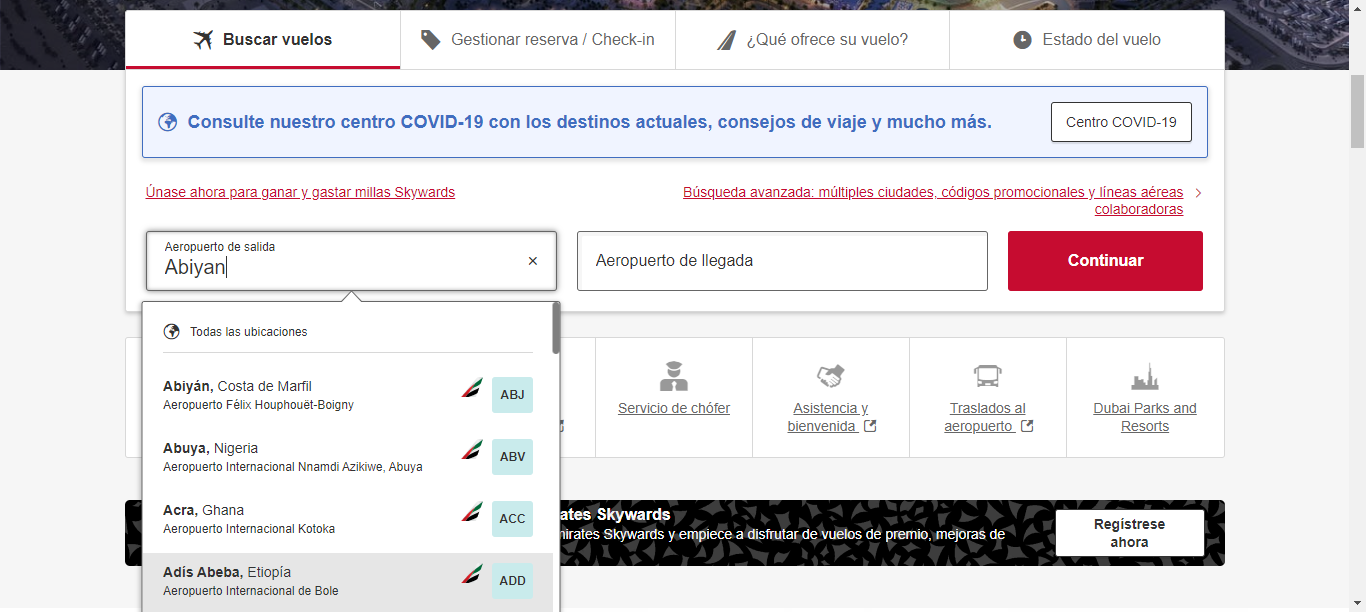 Buscar vuelos
Gestionar reserva / Check-in
¿Qué ofrece su vuelo?
Estado del vuelo
Consulte nuestro centro COVID-19 con los destinos actuales, consejos de viaje y mucho más.
Centro COVID-19
Únase ahora para ganar y gastar millas Skywards
Búsqueda avanzada: múltiples ciudades, códigos promocionales y líneas aéreas
colaboradoras
Aeropuerto de salida
Abiyan
×
Aeropuerto de llegada
Continuar
Todas las ubicaciones
Abiyán, Costa de Marfil
Aeropuerto Félix Houphouët-Boigny
ABJ
Abuya, Nigeria
Aeropuerto Internacional Nnamdi Azikiwe, Abuya
ABV
Acra, Ghana
Aeropuerto Internacional Kotoka
ACC
Adís Abeba, Etiopía
Aeropuerto Internacional de Bole
ADD
Servicio de chófer
Asistencia y
bienvenida
Traslados al
aeropuerto
Dubai Parks and
Resorts
Skywards
Skywards y empiece a disfrutar de vuelos de premio, mejoras de
Regístrese
ahora